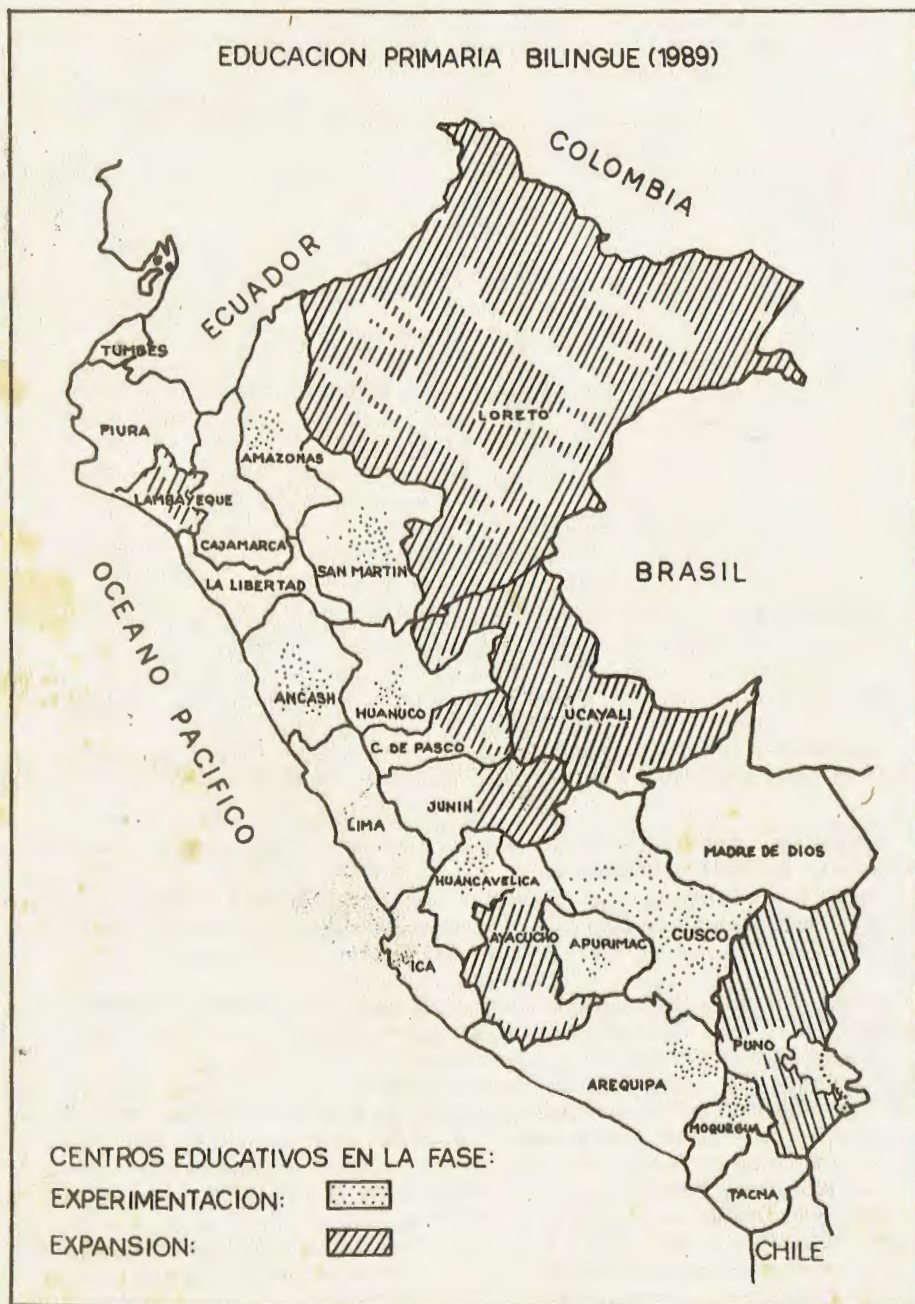 EDUCACION PRIMARIA BILINGUE (1989)
COLOMBIA
ECUADOR
TUMBES
PIURA
LORETO
AMAZONAS
LAMBAYEQUE
CAJAMARCA
SAN MARTIN
BRASIL
LA LIBERTAD
OCEANO PACIFICO
ANCASH
HUANUCO
UCAYALI
C. DE PASCO
JUNIN
LIMA
MADRE DE DIOS
HUANCAVELICA
AYACUCHO
APURIMAC
CUSCO
ICA
PUNO
AREQUIPA
MOQUEGUA
TACNA
CENTROS EDUCATIVOS EN LA FASE:
EXPERIMENTACION:
EXPANSION:
CHILE